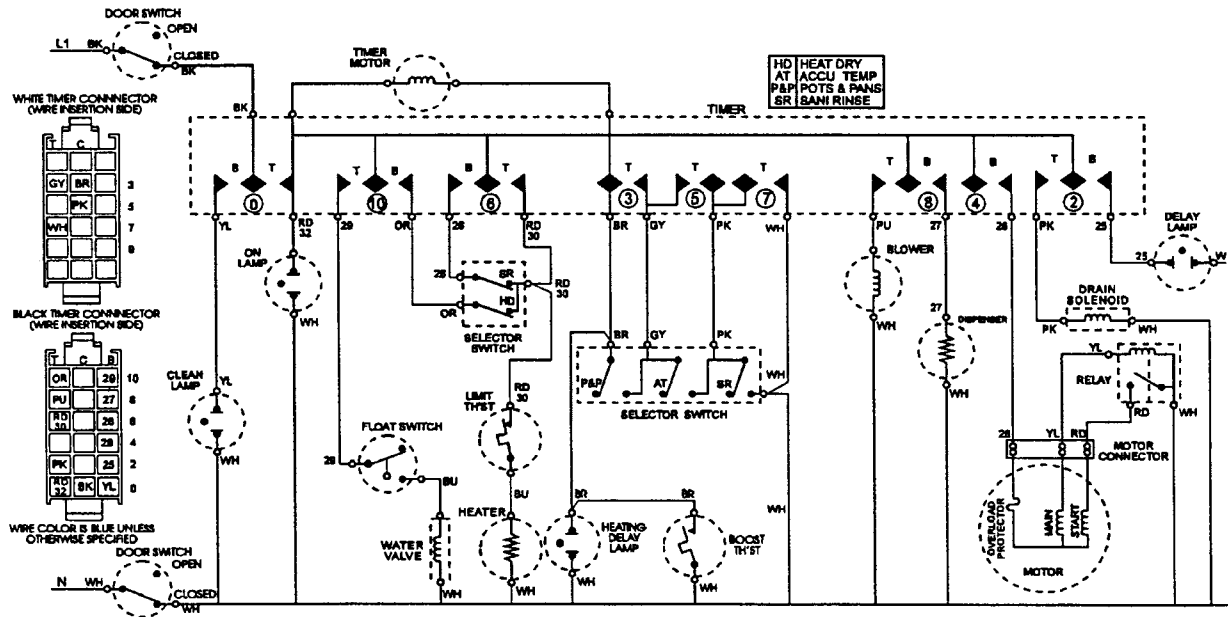 DOOR SWITCH
OPEN
L1 BK
CLOSED
BK
TIMER
MOTOR
HD HEAT DRY
AT ACCU TEMP
P&P POTS & PANS
SR SANI RINSE
WHITE TIMER CONNNECTOR
(WIRE INSERTION SIDE)
BK
TIMER
T C
GY BR 3
PK 5
WH 7
9
B T T B B T T T T T B B T B
0 10 6 3 5 7 8 4 2
YL RD 32 29 OR 26 RD 30 BR GY PK WH PU 27 28 PK 25
DELAY
LAMP
25 W
ON
LAMP
WH
BLOWER
WH
28 SR RD
30
OR HD
SELECTOR
SWITCH
DRAIN
SOLENOID
PK WH
27
DISPENSER
WH
BLACK TIMER CONNNECTOR
(WIRE INSERTION SIDE)
T C B
OR 29 10
PU 27 8
RD 30 26 6
28 4
PK 25 2
RD 32 BK YL 0
BR GY PK
P&P AT SR WH
SELECTOR SWITCH
YL
RELAY
RD WH
CLEAN
LAMP
YL
WH
RD
30
LIMIT
TH'ST
BU
FLOAT SWITCH
29
BU
28 YL RD
MOTOR
CONNECTOR
WATER
VALVE
WH
HEATER
WH
BR BR
HEATING
DELAY
LAMP
WH
BOOST
TH'ST
WH
WH
OVERLOAD
PROTECTOR
MAIN
START
MOTOR
WIRE COLOR IS BLUE UNLESS
OTHERWISE SPECIFIED
DOOR SWITCH
OPEN
N WH
CLOSED
WH